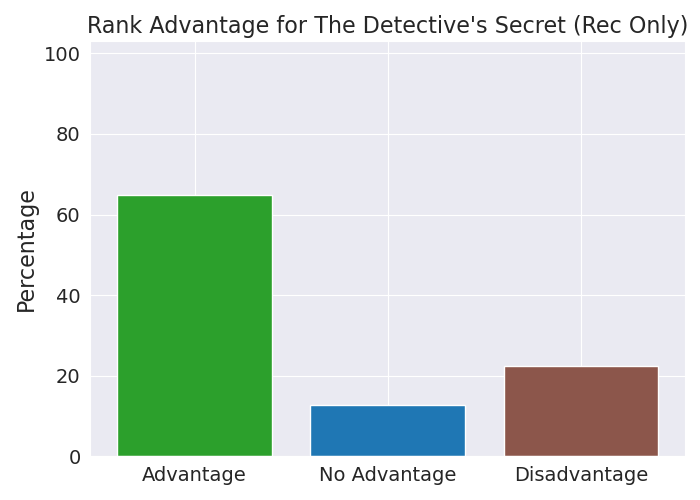 Rank Advantage for The Detective's Secret (Rec Only)
Percentage
100
80
60
40
20
0
Advantage No Advantage Disadvantage